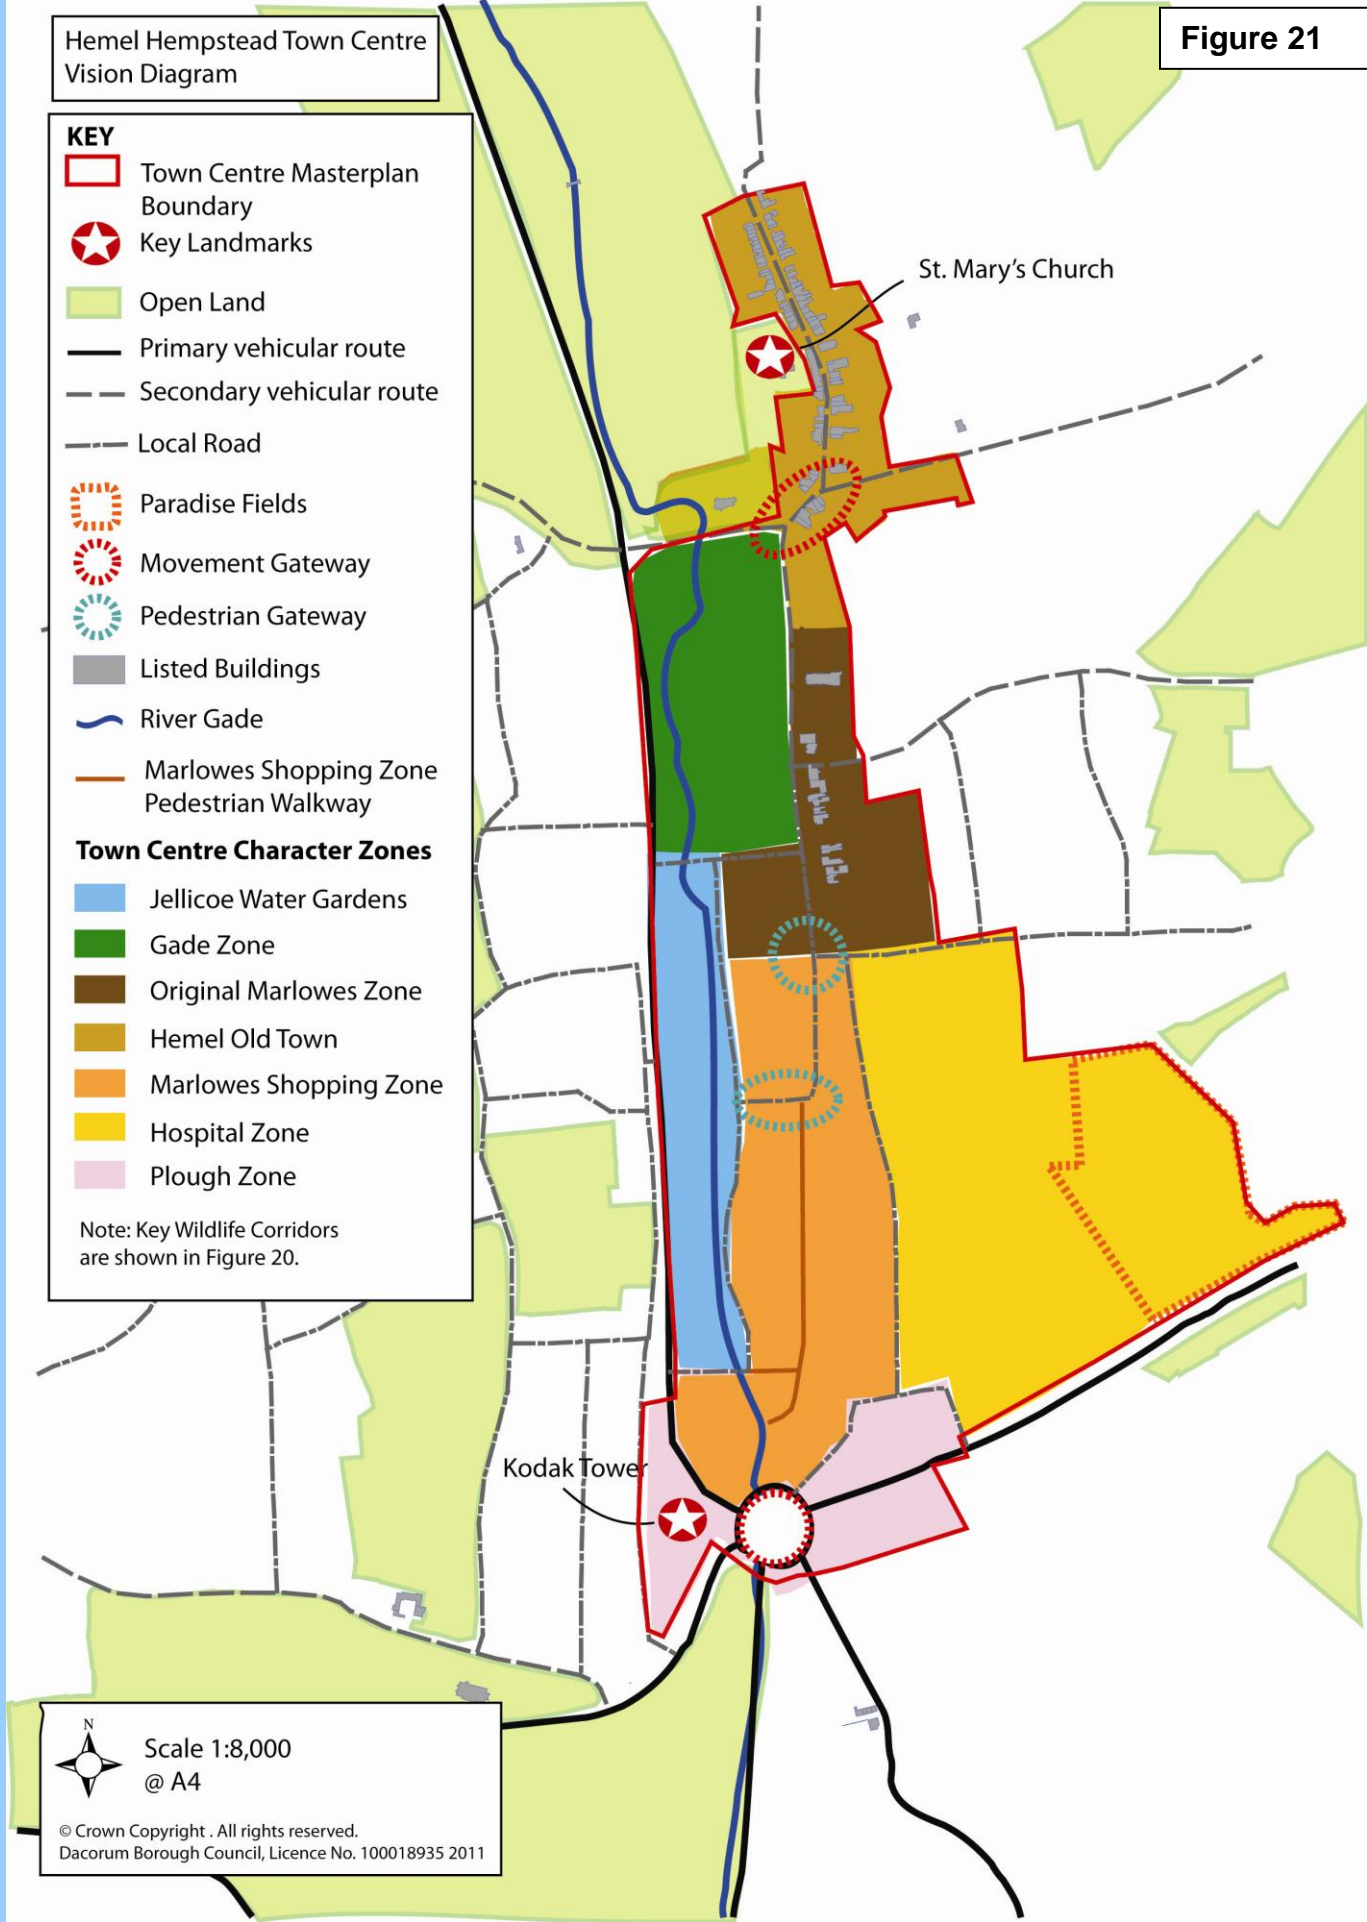 Figure 21
Hemel Hempstead Town Centre
Vision Diagram
KEY
Town Centre Masterplan
Boundary
Key Landmarks
Open Land
Primary vehicular route
Secondary vehicular route
Local Road
Paradise Fields
Movement Gateway
Pedestrian Gateway
Listed Buildings
River Gade
Marlowes Shopping Zone
Pedestrian Walkway
Town Centre Character Zones
Jellicoe Water Gardens
Gade Zone
Original Marlowes Zone
Hemel Old Town
Marlowes Shopping Zone
Hospital Zone
Plough Zone
Note: Key Wildlife Corridors
are shown in Figure 20.
St. Mary's Church
Kodak Tower
N
Scale 1:8,000
@ A4
© Crown Copyright . All rights reserved.
Dacorum Borough Council, Licence No. 100018935 2011